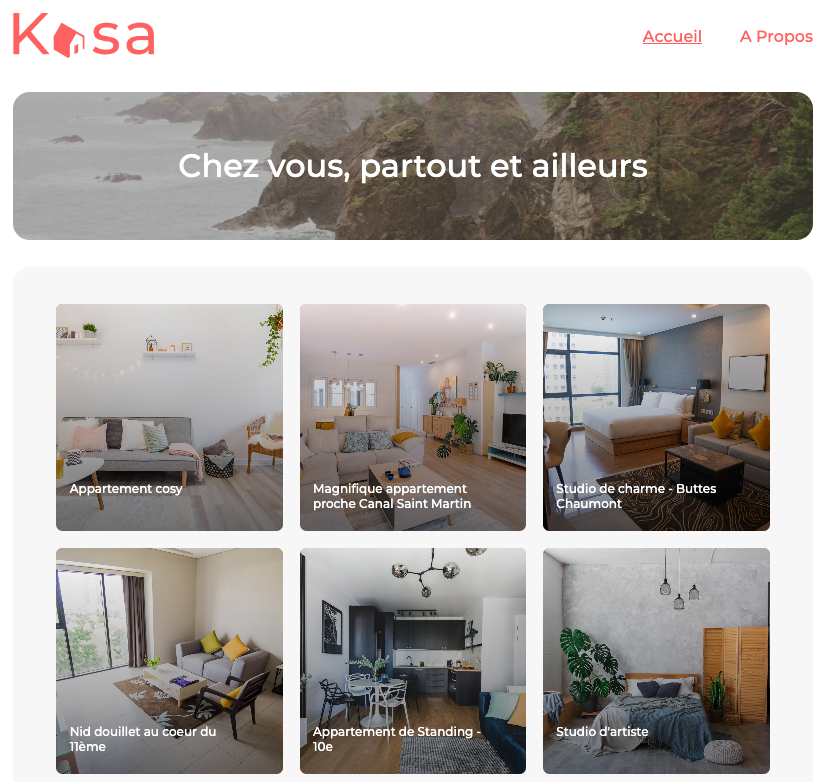 Kasa
Accueil
A Propos
Chez vous, partout et ailleurs
Appartement cosy
Magnifique appartement
proche Canal Saint Martin
Studio de charme - Buttes
Chaumont
Nid douillet au coeur du
11ème
Appartement de Standing -
10e
Studio d'artiste